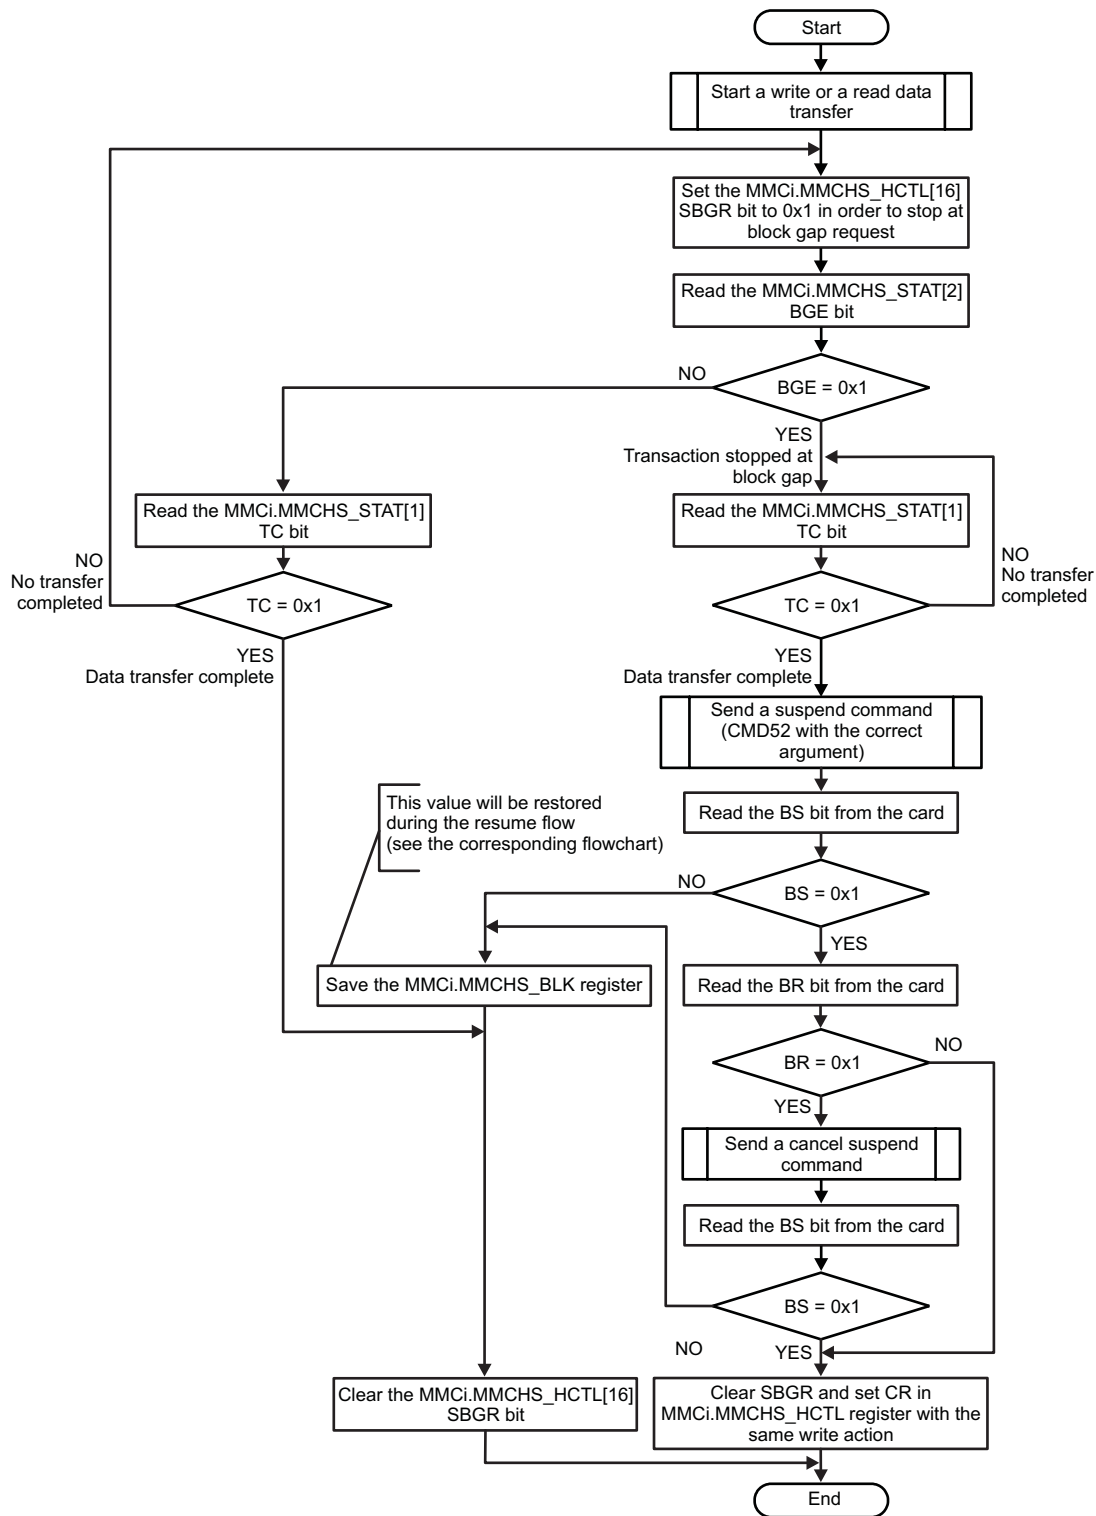 Start
Start a write or a read data
transfer
Set the MMCi.MMCHS_HCTL[16]
SBGR bit to 0x1 in order to stop at
block gap request
Read the MMCi.MMCHS_STAT[2]
BGE bit
NO
BGE = 0x1
YES
Transaction stopped at
block gap
Read the MMCi.MMCHS_STAT[1]
TC bit
Read the MMCi.MMCHS_STAT[1]
TC bit
NO
No transfer
completed
TC = 0x1
TC = 0x1
NO
No transfer
completed
YES
Data transfer complete
YES
Data transfer complete
Send a suspend command
(CMD52 with the correct
argument)
This value will be restored
during the resume flow
(see the corresponding flowchart)
Read the BS bit from the card
NO
BS = 0x1
YES
Save the MMCi.MMCHS_BLK register
Read the BR bit from the card
NO
BR = 0x1
YES
Send a cancel suspend
command
Read the BS bit from the card
BS = 0x1
NO
YES
Clear the MMCi.MMCHS_HCTL[16]
SBGR bit
Clear SBGR and set CR in
MMCi.MMCHS_HCTL register with the
same write action
End